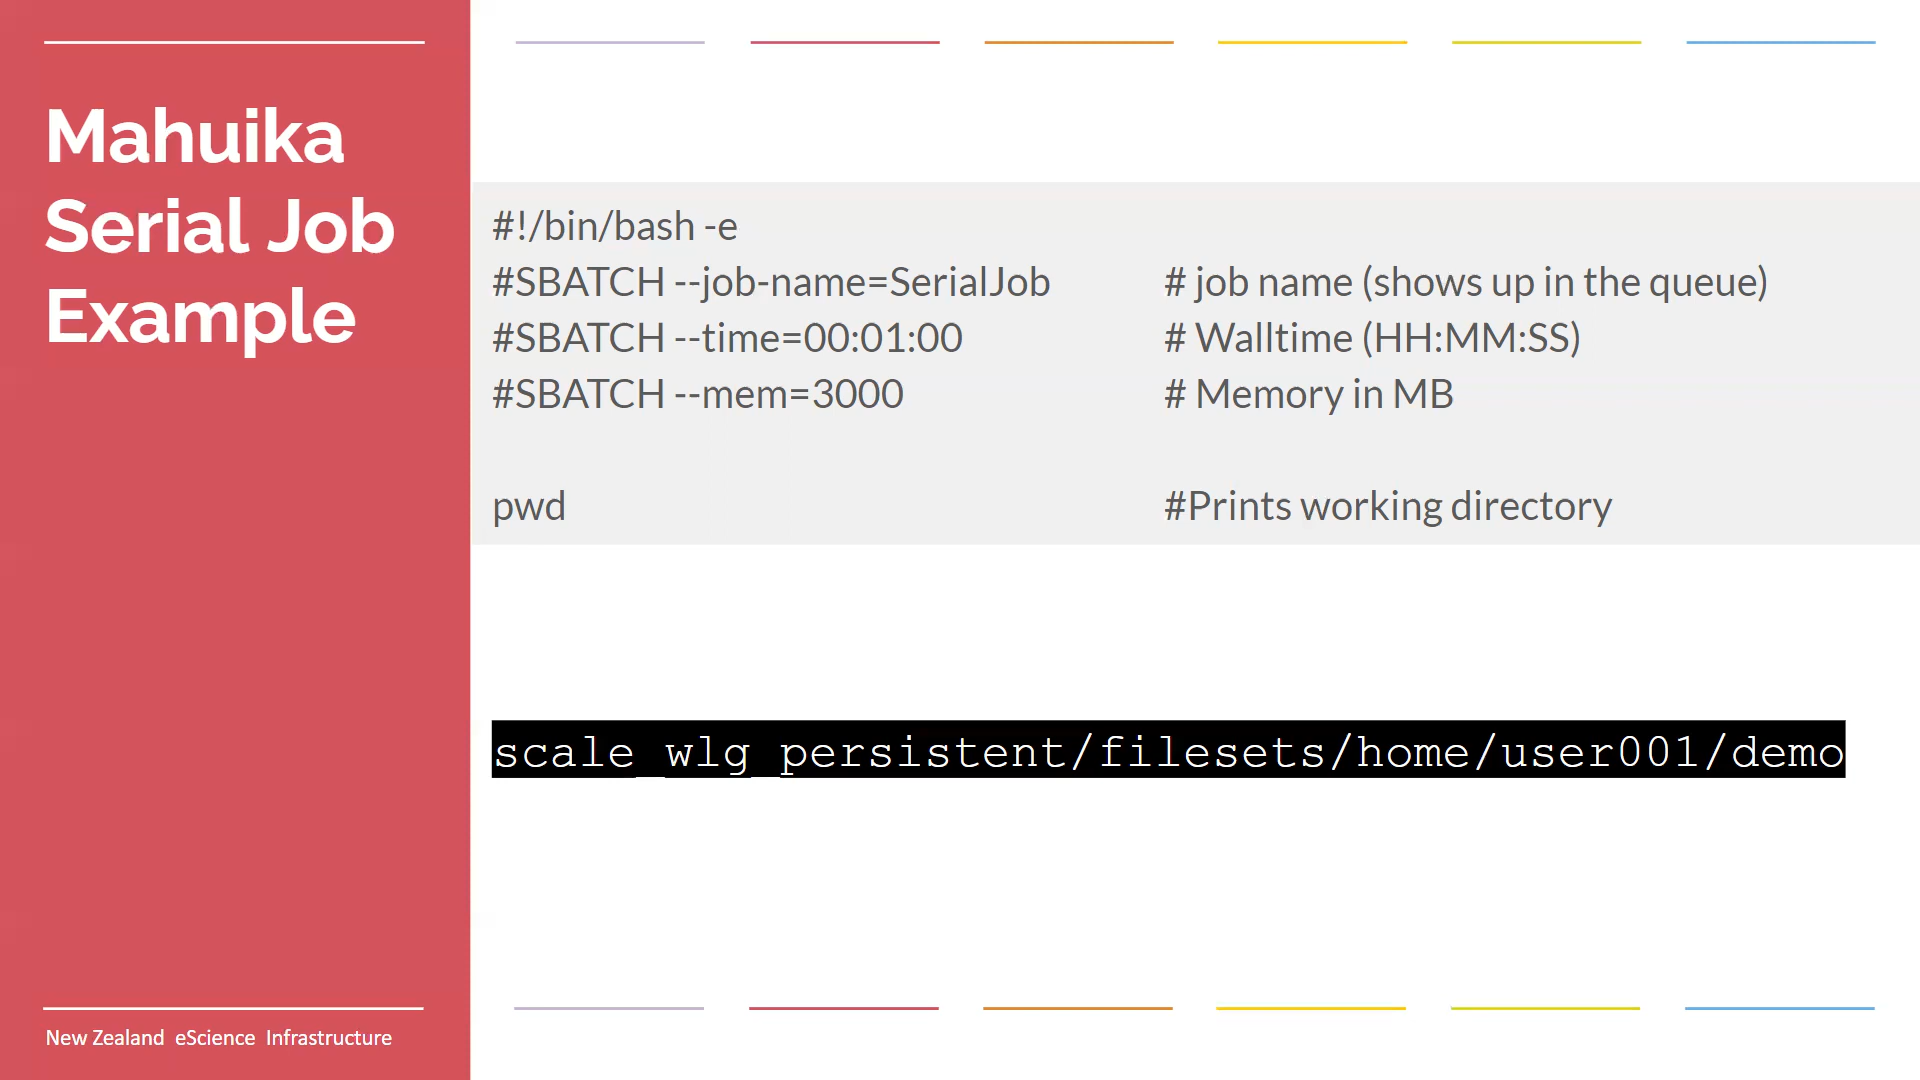 Mahuika
Serial Job
Example
#!/bin/bash -e
#SBATCH --job-name=SerialJob # job name (shows up in the queue)
#SBATCH --time=00:01:00 # Walltime (HH:MM:SS)
#SBATCH --mem=3000 # Memory in MB
pwd #Prints working directory
scale_wlg_persistent/filesets/home/user001/demo
New Zealand eScience Infrastructure